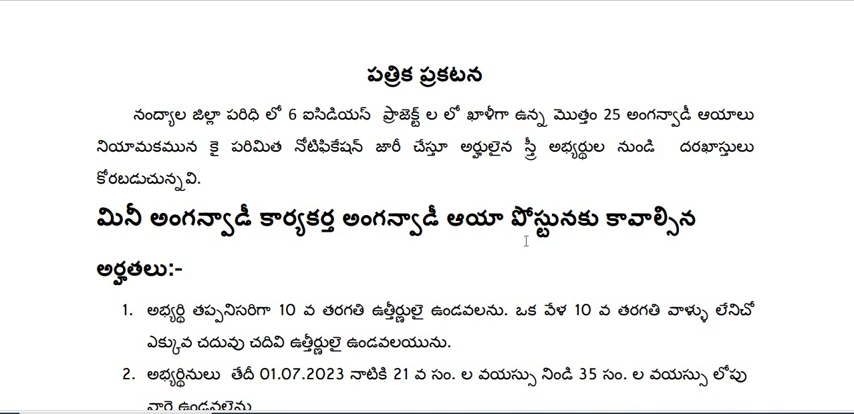 పత్రిక ప్రకటన
నంద్యాల జిల్లా పరిధి లో 6 ఐసిడియస్ ప్రాజెక్ట్ ల లో ఖాళీగా ఉన్న మొత్తం 25 అంగన్వాడీ ఆయాలు
నియామకమున కై పరిమిత నోటిఫికేషన్ జారీ చేస్తూ అర్హులైన స్త్రీ అభ్యర్థుల నుండి దరఖాస్తులు
కోరబడుచున్నవి.
మినీ అంగన్వాడీ కార్యకర్త అంగన్వాడీ ఆయా పోస్టునకు కావాల్సిన
అర్హతలు:-
1. అభ్యర్థి తప్పనిసరిగా 10 వ తరగతి ఉత్తీర్ణులై ఉండవలను. ఒక వేళ 10 వ తరగతి వాళ్ళు లేనిచో
ఎక్కువ చదువు చదివి ఉత్తీర్ణులై ఉండవలయును.
2. అభ్యర్థినులు తేదీ 01.07.2023 నాటికి 21 వ సం. ల వయస్సు నిండి 35 సం. ల వయస్సు లోపు
వారై ఉండవలెను